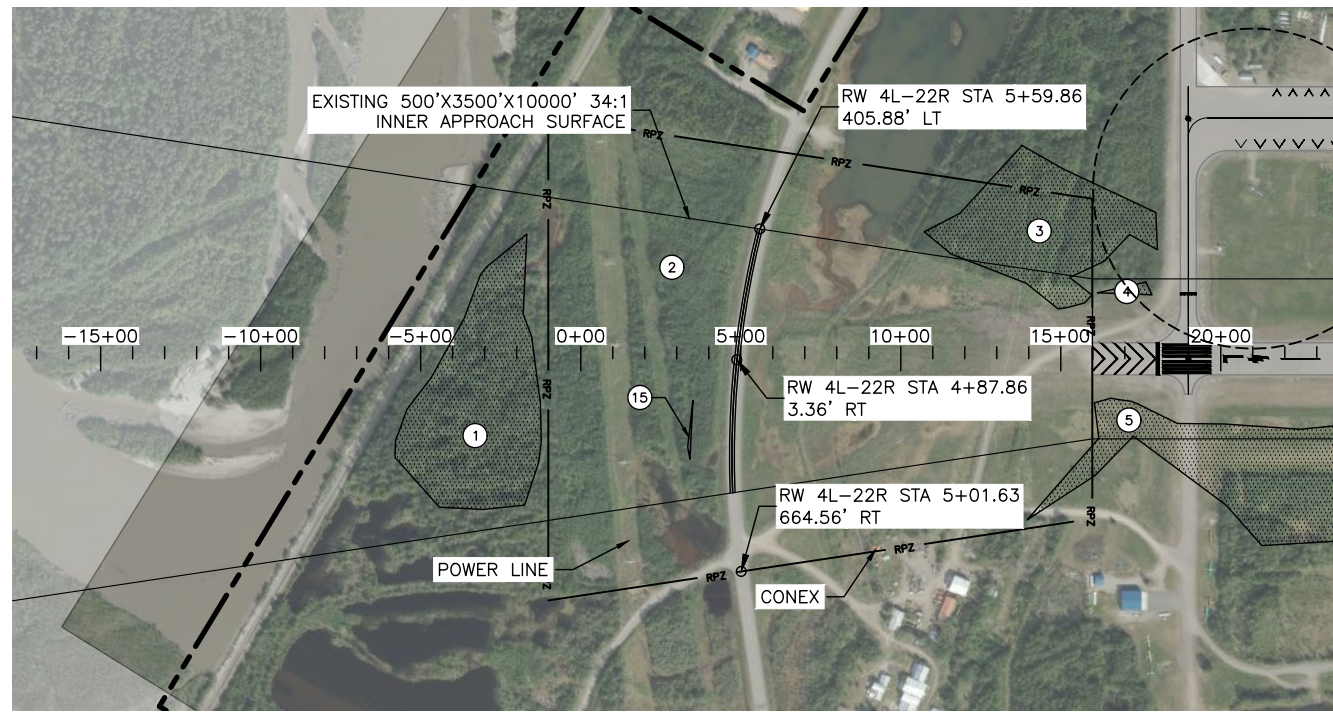 RW 4L-22R STA 5+59.86
405.88' LT
EXISTING 500'X3500'X10000' 34:1
INNER APPROACH SURFACE
RPZ
RPZ
RPZ
RPZ
3
2
4
-15+00
-10+00
-5+00
0+00
5+00
10+00
15+00
20+00
RPZ
RPZ
RW 4L-22R STA 4+87.86
3.36' RT
15
5
1
RW 4L-22R STA 5+01.63
664.56' RT
RPZ
RPZ
POWER LINE
RPZ
RPZ
CONEX